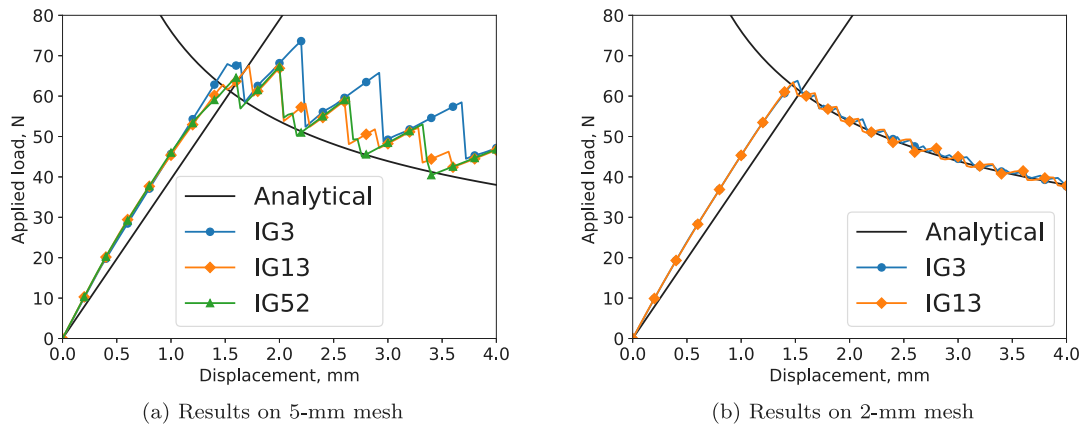 80
70
60
50
40
30
20
10
0
Applied load, N
0.0 0.5 1.0 1.5 2.0 2.5 3.0 3.5 4.0
Displacement, mm
Analytical
IG3
IG13
IG52
(a) Results on 5-mm mesh
80
70
60
50
40
30
20
10
0
Applied load, N
0.0 0.5 1.0 1.5 2.0 2.5 3.0 3.5 4.0
Displacement, mm
Analytical
IG3
IG13
(b) Results on 2-mm mesh